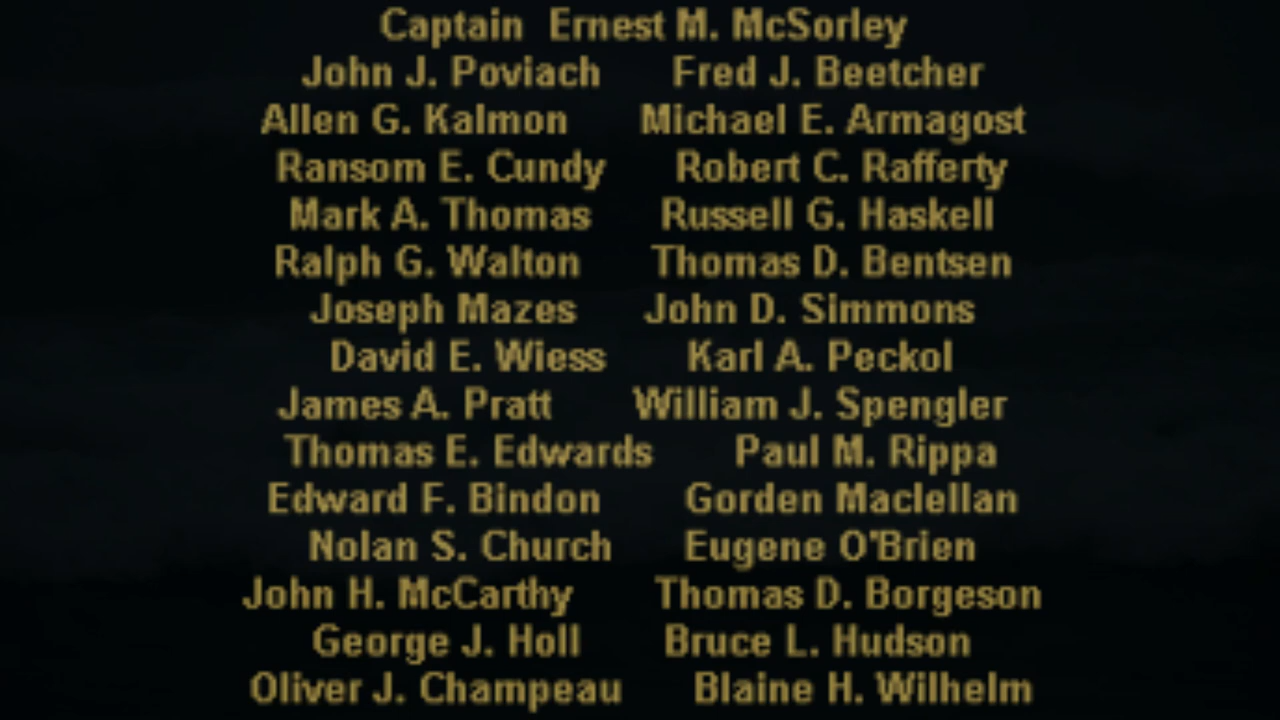 Captain Ernest M. McSorley
John J. Poviach Fred J. Beetcher
Allen G. Kalmon Michael E. Armagost
Ransom E. Cundy Robert C. Rafferty
Mark A. Thomas Russell G. Haskell
Ralph G. Walton Thomas D. Bentsen
Joseph Mazes John D. Simmons
David E. Wiess Karl A. Peckol
James A. Pratt William J. Spengler
Thomas E. Edwards Paul M. Rippa
Edward F. Bindon Gorden Maclellan
Nolan S. Church Eugene O'Brien
John H. McCarthy Thomas D. Borgeson
George J. Holl Bruce L. Hudson
Oliver J. Champeau Blaine H. Wilhelm